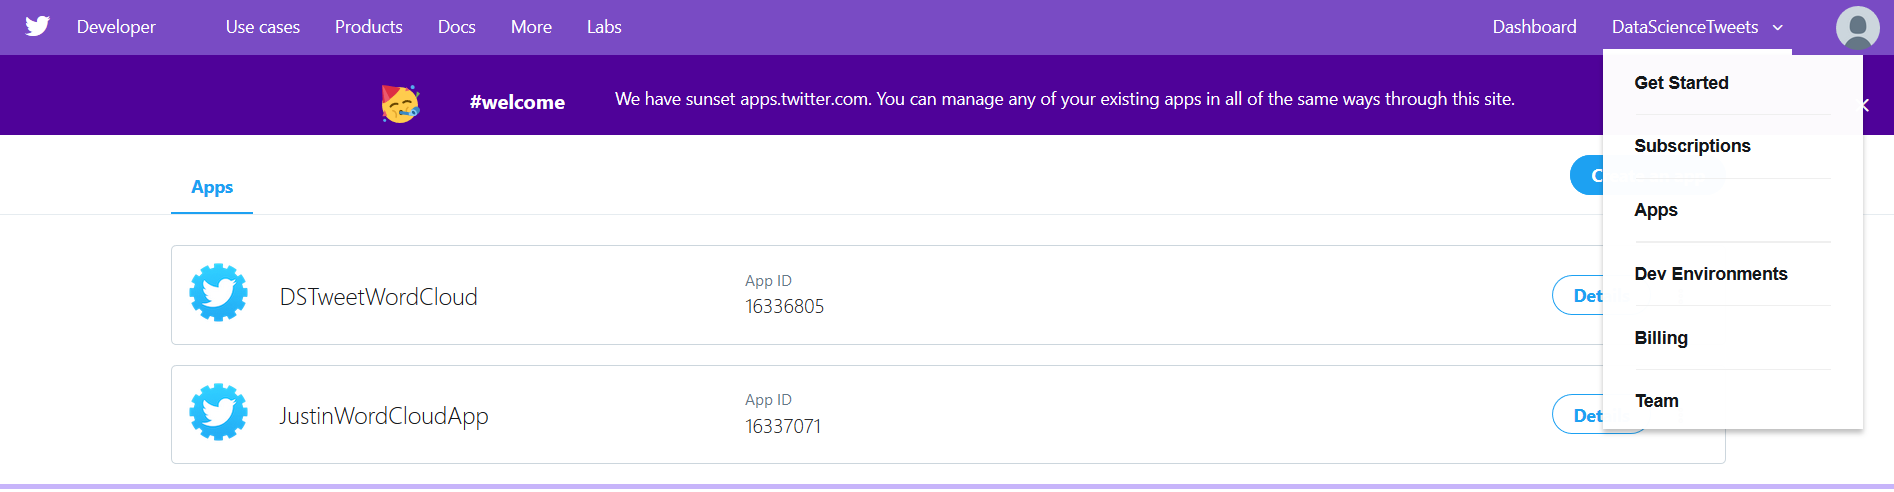 Developer Use cases Products Docs More Labs Dashboard DataScienceTweets
#welcome We have sunset apps.twitter.com. You can manage any of your existing apps in all of the same ways through this site.
Get Started
Subscriptions
Apps
Dev Environments
Billing
Team
Apps
DSTweetWordCloud
App ID
16336805
JustinWordCloudApp
App ID
16337071